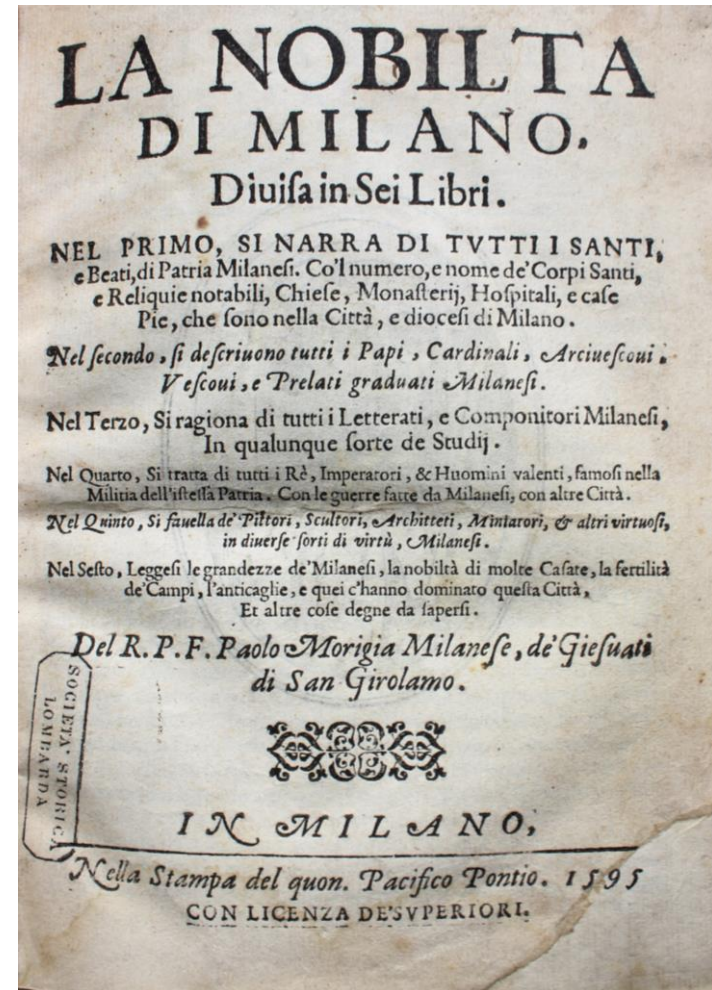 LA NOBILTA
DI MILANO.
Diuiſa in Sei Libri.
NEL PRIMO, SI NARRA DI TVTTI I SANTI,
e Beati, di Patria Milaneſi. Co'l numero, e nome de' Corpi Santi,
e Reliquie notabili, Chieſe, Monaſterij, Hoſpitali, e caſe
Pie, che ſono nella Città, e dioceſi di Milano.
Nel ſecondo, ſi deſcriuono tutti i Papi, Cardinali, Arciueſcoui.
Veſcoui, e Prelati graduati Milaneſi.
Nel Terzo, Si ragiona di tutti i Letterati, e Componitori Milaneſi,
In qualunque ſorte de Studij.
Nel Quarto, Si tratta di tutti i Rè, Imperatori, & Huomini valenti, famoſi nella
Militia dell'iſteſſa Patria. Con le guerre fatte da Milaneſi, con altre Città.
Nel Quinto, Si fauella de' Pittori, Scultori, Architteti, Miniatori, & altri virtuoſi,
in diuerſe ſorti di virtù, Milaneſi.
Nel Seſto, Leggeſi le grandezze de' Milaneſi, la nobiltà di molte Caſate, la fertilità
de' Campi, l'anticaglie, e quei c'hanno dominato queſta Città,
Et altre coſe degne da ſaperſi.
Del R. P. F. Paolo Morigia Milaneſe, de' Gieſuati
di San Girolamo.
SOCIETA' STORICA
LOMBARDA
IN MILANO,
Nella Stampa del quon. Pacifico Pontio. 1595
CON LICENZA DE' SVPERIORI.